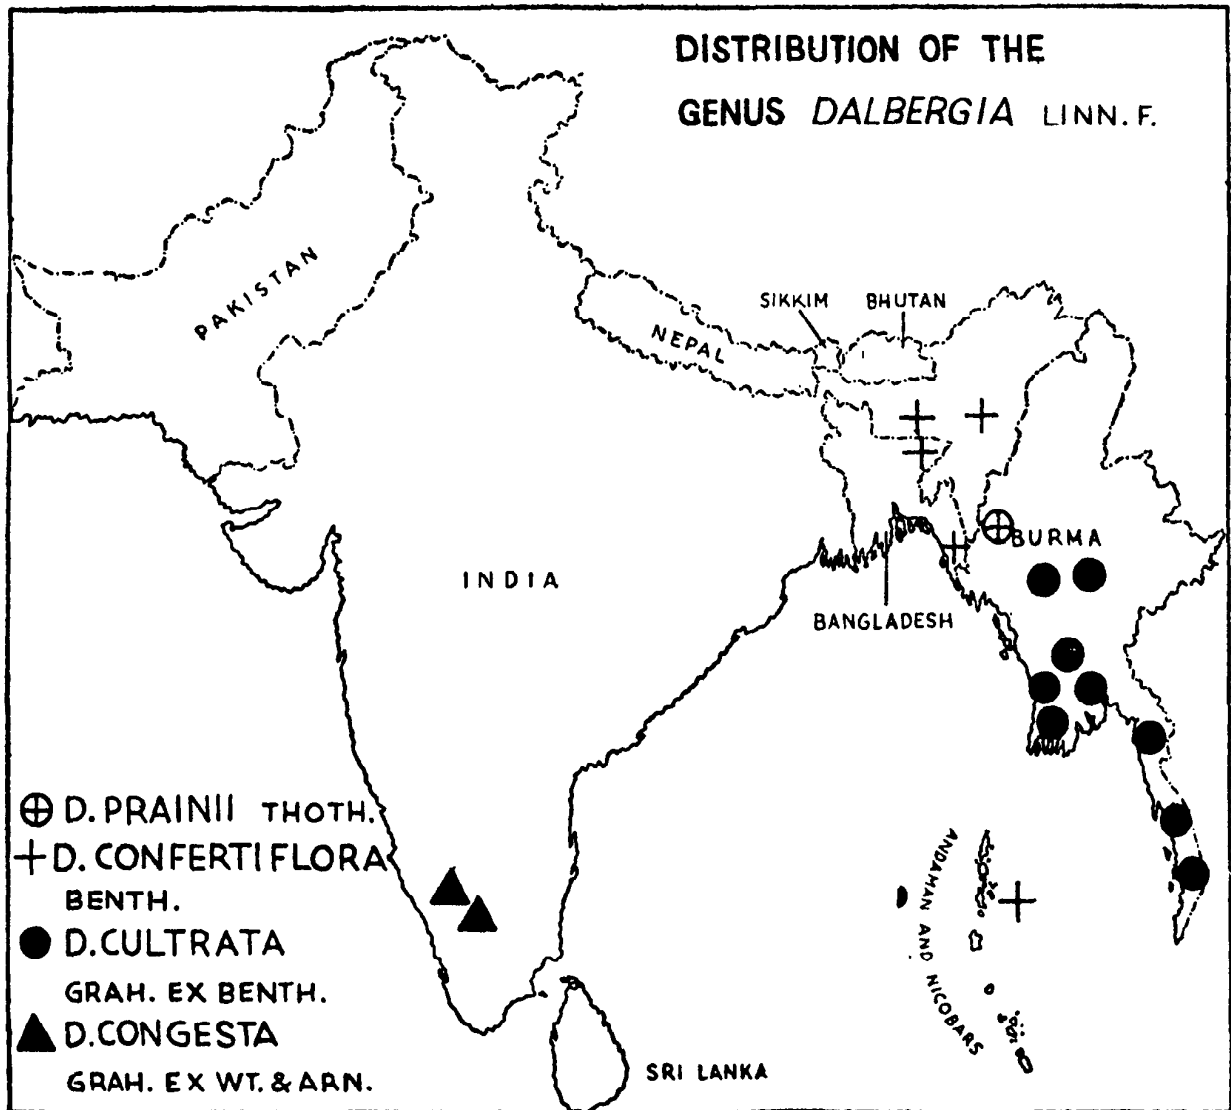 DISTRIBUTION OF THE
GENUS DALBERGIA LINN. F.
PAKISTAN
SIKKIM
BHUTAN
NEPAL
BURMA
INDIA
BANGLADESH
D. PRAINII THOTH.
D. CONFERTIFLORA
BENTH.
D. CULTRATA
GRAH. EX BENTH.
D. CONGESTA
GRAH. EX WT. & ARN.
ANDAMAN AND NICOBARS
SRI LANKA